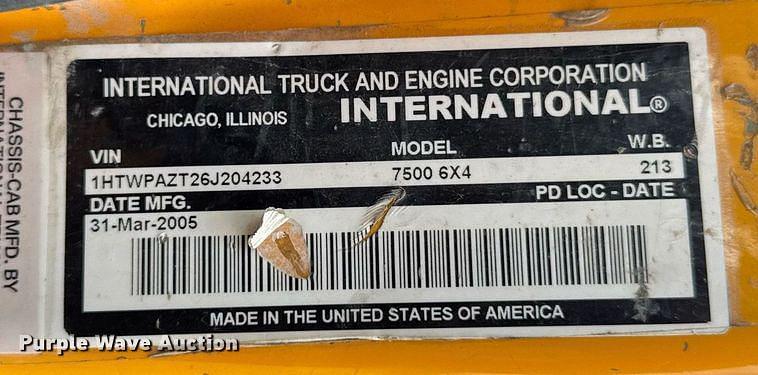 INTERNATIONAL TRUCK AND ENGINE CORPORATION
CHICAGO, ILLINOIS INTERNATIONAL®
VIN MODEL W.B.
1HTWPAZT26J204233 7500 6X4 213
DATE MFG. PD LOC - DATE
31-Mar-2005
MADE IN THE UNITED STATES OF AMERICA
CHASSIS-CAB MFD. BY
Purple Wave Auction